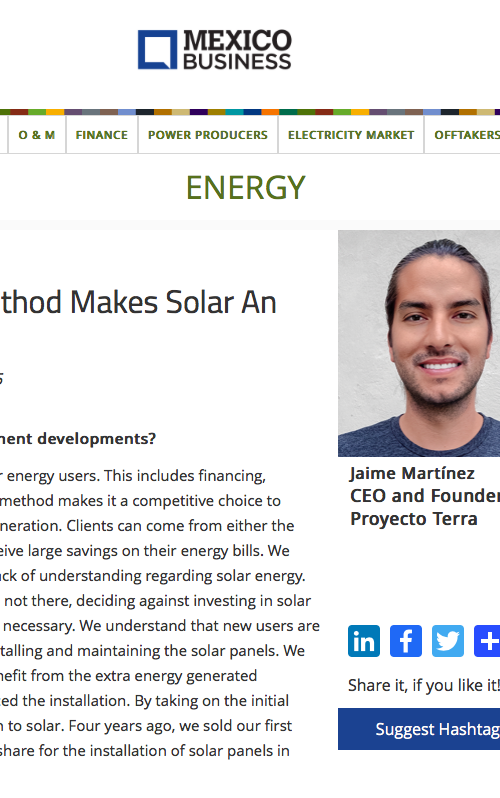 MEXICO
BUSINESS
O & M FINANCE POWER PRODUCERS ELECTRICITY MARKET OFFTAKERS
ENERGY
thod Makes Solar An
ment developments?
r energy users. This includes financing,
method makes it a competitive choice to
neration. Clients can come from either the
eive large savings on their energy bills. We
ack of understanding regarding solar energy.
not there, deciding against investing in solar
necessary. We understand that new users are
talling and maintaining the solar panels. We
nefit from the extra energy generated
ced the installation. By taking on the initial
n to solar. Four years ago, we sold our first
share for the installation of solar panels in
Jaime Martínez
CEO and Founder
Proyecto Terra
in f
Share it, if you like it!
Suggest Hashtag